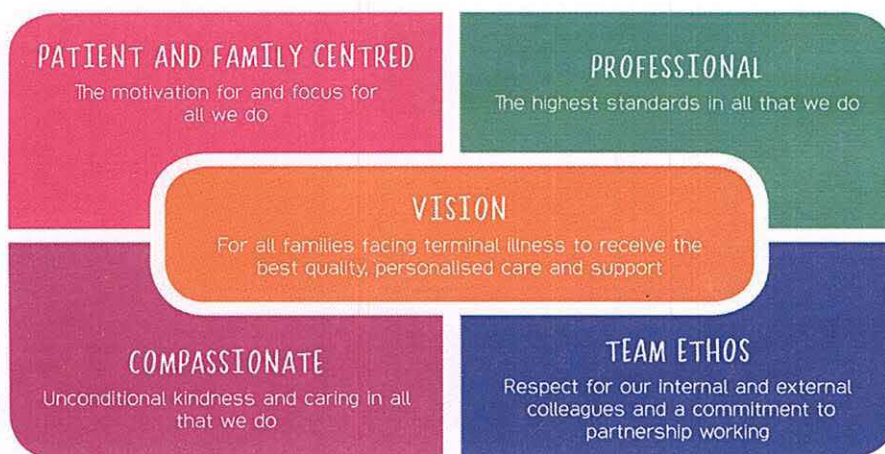 PATIENT AND FAMILY CENTRED
The motivation for and focus for
all we do
PROFESSIONAL
The highest standards in all that we do
VISION
For all families facing terminal illness to receive the
best quality, personalised care and support
COMPASSIONATE
Unconditional kindness and caring in all
that we do
TEAM ETHOS
Respect for our internal and external
colleagues and a commitment to
partnership working